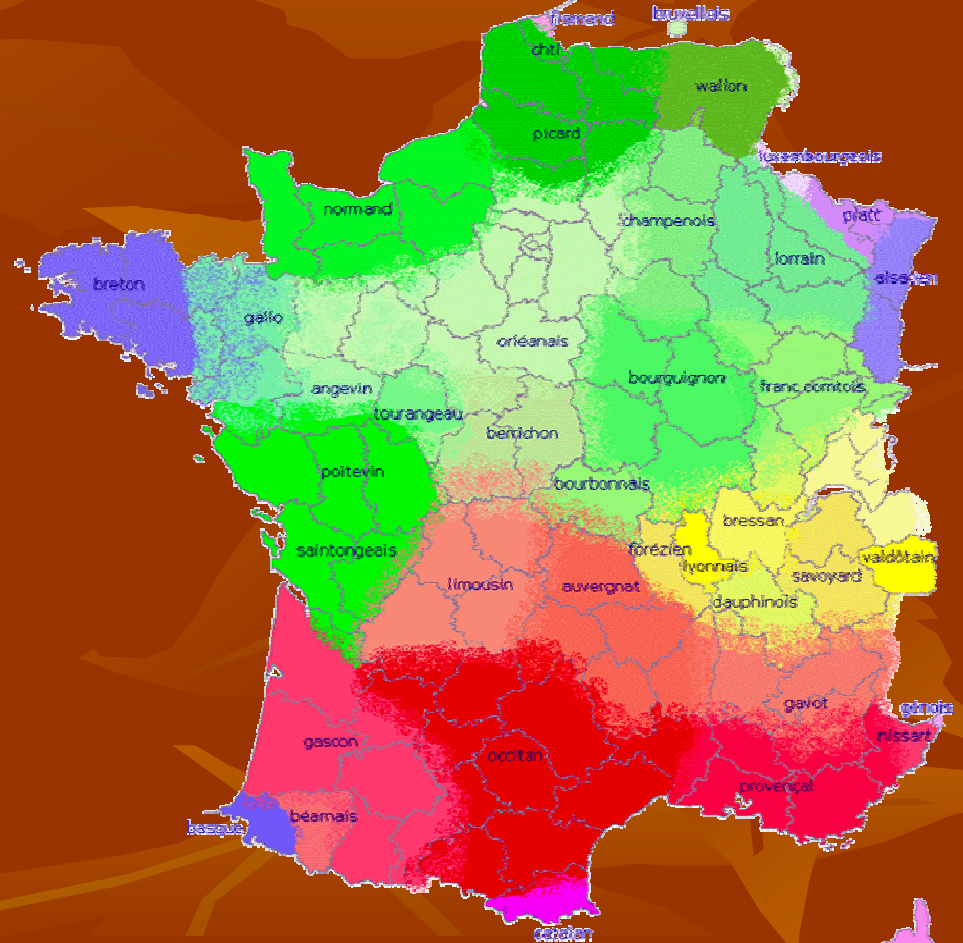 flamand
bruxellois
chti
wallon
picard
luxembourgeois
normand
champenois
platt
lorrain
alsacien
breton
gallo
orléanais
bourguignon
angevin
franc.comtois
tourangeau
berrichon
poitevin
bourbonnais
bressan
saintongeais
forézien
valdôtain
lyonnais
limousin
auvergnat
savoyard
dauphinois
gavot
génois
nissart
gascon
occitan
provençal
béarnais
basque
catalan